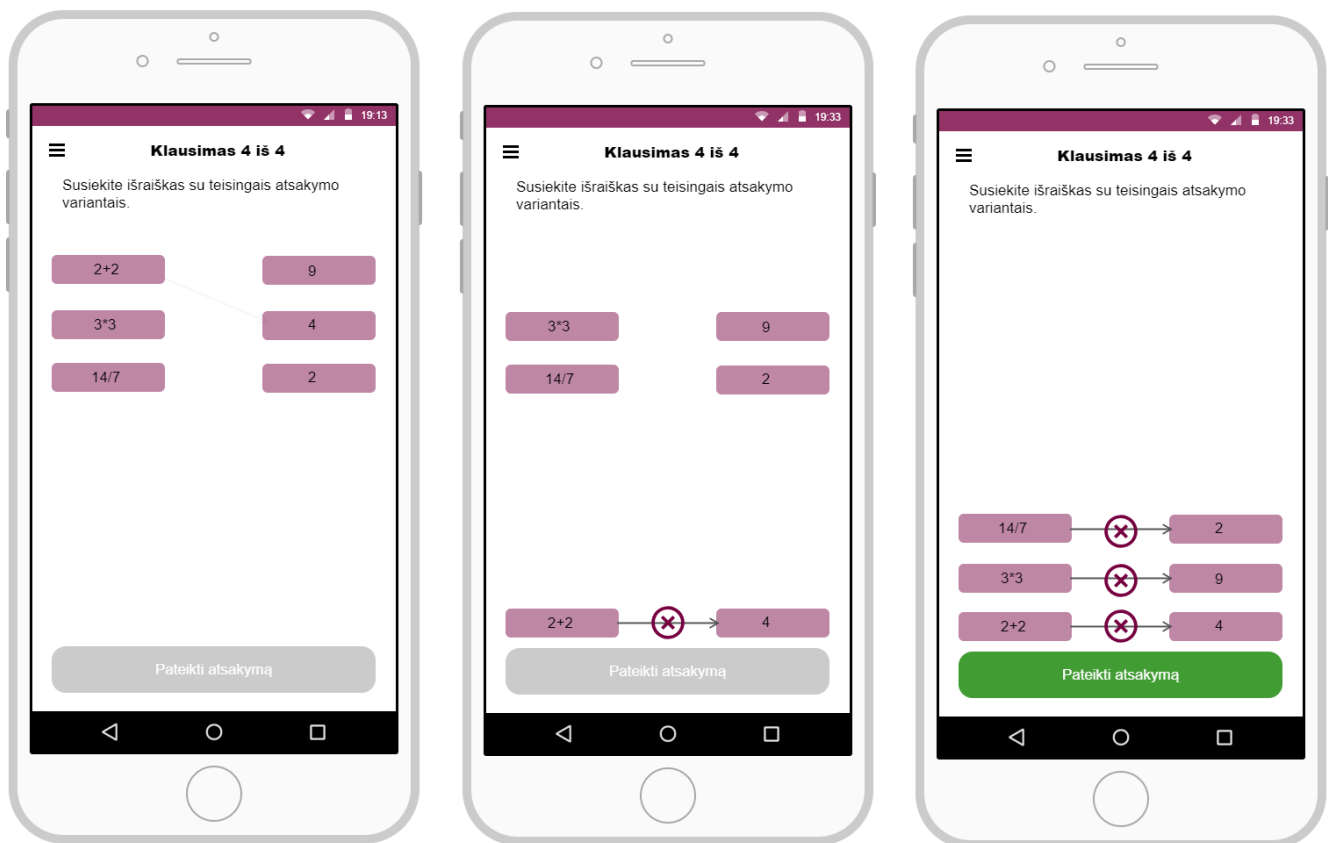 19:13
Klausimas 4 iš 4
Susiekite išraiškas su teisingais atsakymo
variantais.
2+2 9
3*3 4
14/7 2
Pateikti atsakymą
19:33
Klausimas 4 iš 4
Susiekite išraiškas su teisingais atsakymo
variantais.
3*3 9
14/7 2
2+2 4
Pateikti atsakymą
19:33
Klausimas 4 iš 4
Susiekite išraiškas su teisingais atsakymo
variantais.
14/7 2
3*3 9
2+2 4
Pateikti atsakymą